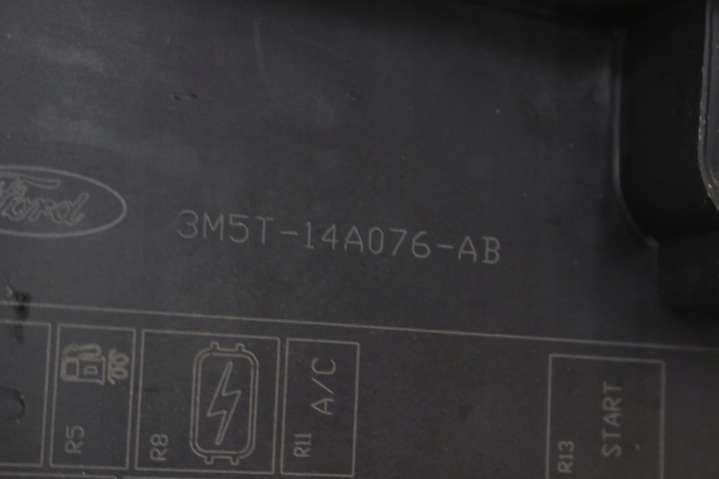 Ford
3M5T-14A076-AB
R5
R8
R11 A/C
R13 START